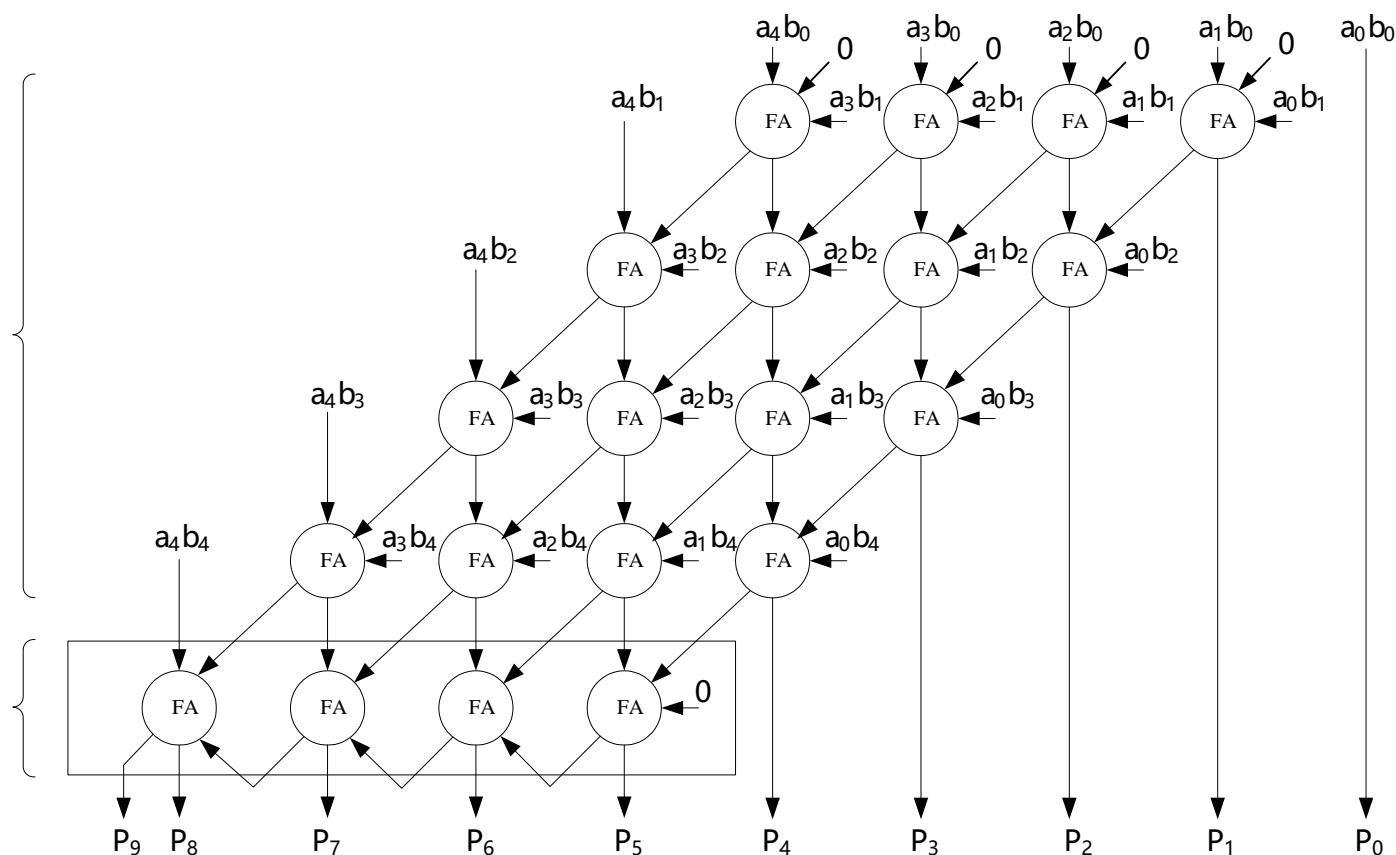 a₄b₀ 0 a₃b₀ 0 a₂b₀ 0 a₁b₀ 0 a₀b₀
a₄b₁ FA a₃b₁ FA a₂b₁ FA a₁b₁ FA a₀b₁
a₄b₂ FA a₃b₂ FA a₂b₂ FA a₁b₂ FA a₀b₂
a₄b₃ FA a₃b₃ FA a₂b₃ FA a₁b₃ FA a₀b₃
a₄b₄ FA a₃b₄ FA a₂b₄ FA a₁b₄ FA a₀b₄
FA FA FA FA 0
P₉ P₈ P₇ P₆ P₅ P₄ P₃ P₂ P₁ P₀